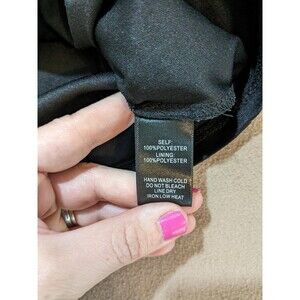 SELF:
100%POLYESTER
LINING:
100%POLYESTER
HAND WASH COLD
DO NOT BLEACH
LINE DRY
IRON LOW HEAT